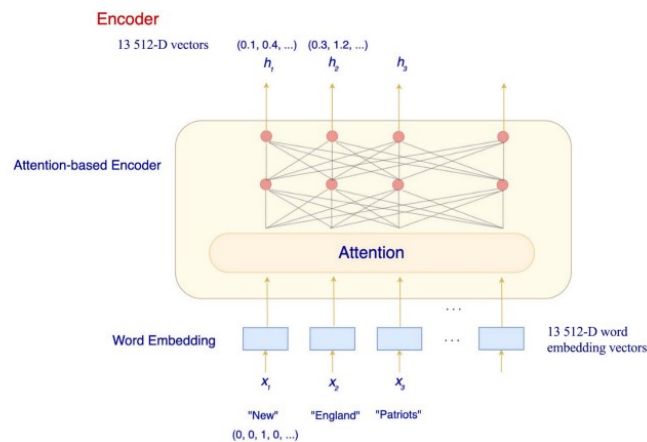 Encoder
13 512-D vectors (0.1, 0.4, ...) (0.3, 1.2, ...)
h₁ h₂ h₃
Attention-based Encoder
Attention
...
Word Embedding ... 13 512-D word
embedding vectors
x₁ x₂ x₃
"New" "England" "Patriots"
(0, 0, 1, 0, ...)